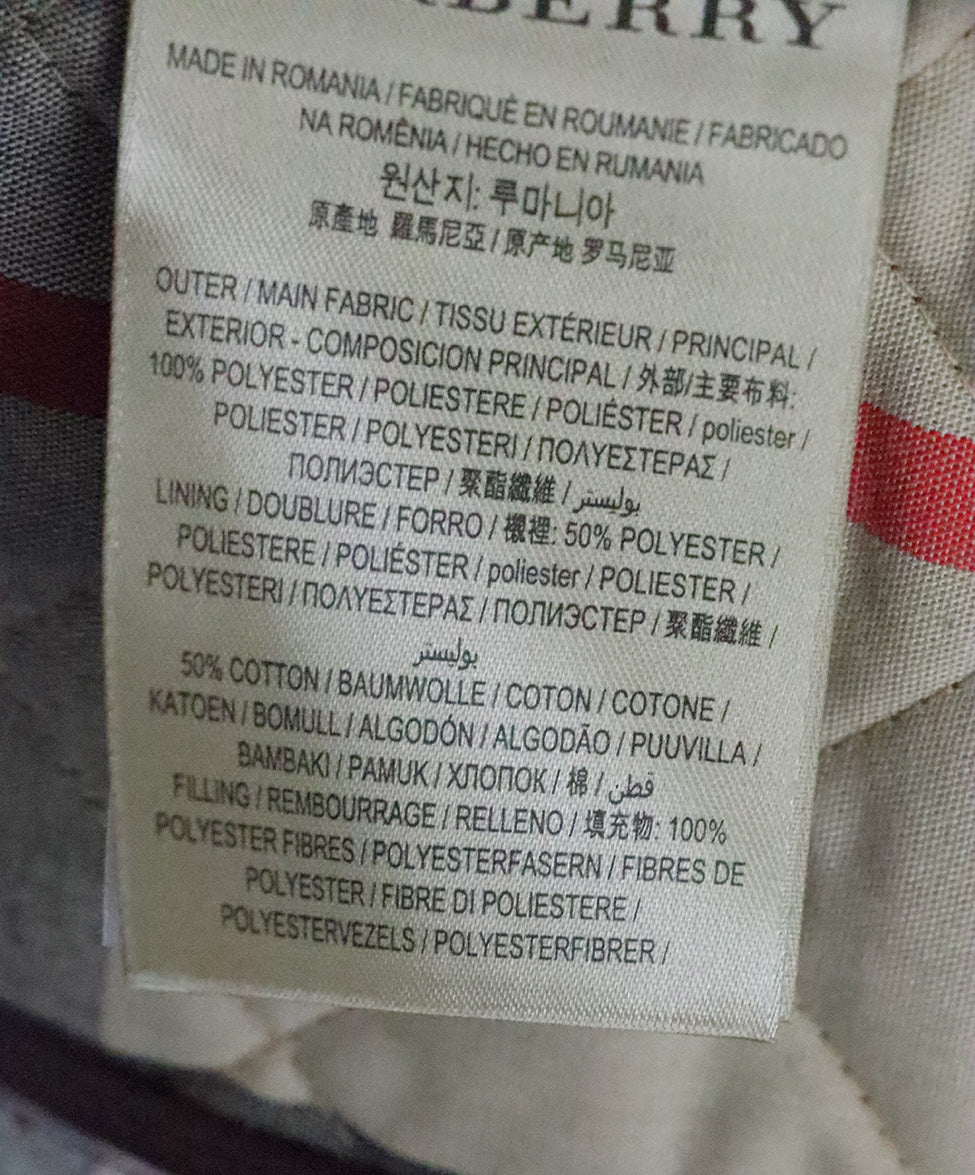 BERRY
MADE IN ROMANIA / FABRIQUÉ EN ROUMANIE / FABRICADO
NA ROMÊNIA / HECHO EN RUMANIA
원산지: 루마니아
原產地 羅馬尼亞 / 原产地 罗马尼亚
OUTER / MAIN FABRIC / TISSU EXTÉRIEUR / PRINCIPAL /
EXTERIOR - COMPOSICION PRINCIPAL / 外部/主要布料:
100% POLYESTER / POLIESTERE / POLIÉSTER / poliester /
POLIESTER / POLYESTERI / ΠΟΛΥΕΣΤΕΡΑΣ /
ПОЛИЭСТЕР / 聚酯纖維 / بوليستر
LINING / DOUBLURE / FORRO / 襯裡: 50% POLYESTER /
POLIESTERE / POLIÉSTER / poliester / POLIESTER /
POLYESTERI / ΠΟΛΥΕΣΤΕΡΑΣ / ПОЛИЭСТЕР / 聚酯纖維 /
بوليستر
50% COTTON / BAUMWOLLE / COTON / COTONE /
KATOEN / BOMULL / ALGODÓN / ALGODÃO / PUUVILLA /
BAMBAKI / PAMUK / ХЛОПОК / 棉 / قطن
FILLING / REMBOURRAGE / RELLENO / 填充物: 100%
POLYESTER FIBRES / POLYESTERFASERN / FIBRES DE
POLYESTER / FIBRE DI POLIESTERE /
POLYESTERVEZELS / POLYESTERFIBRER /